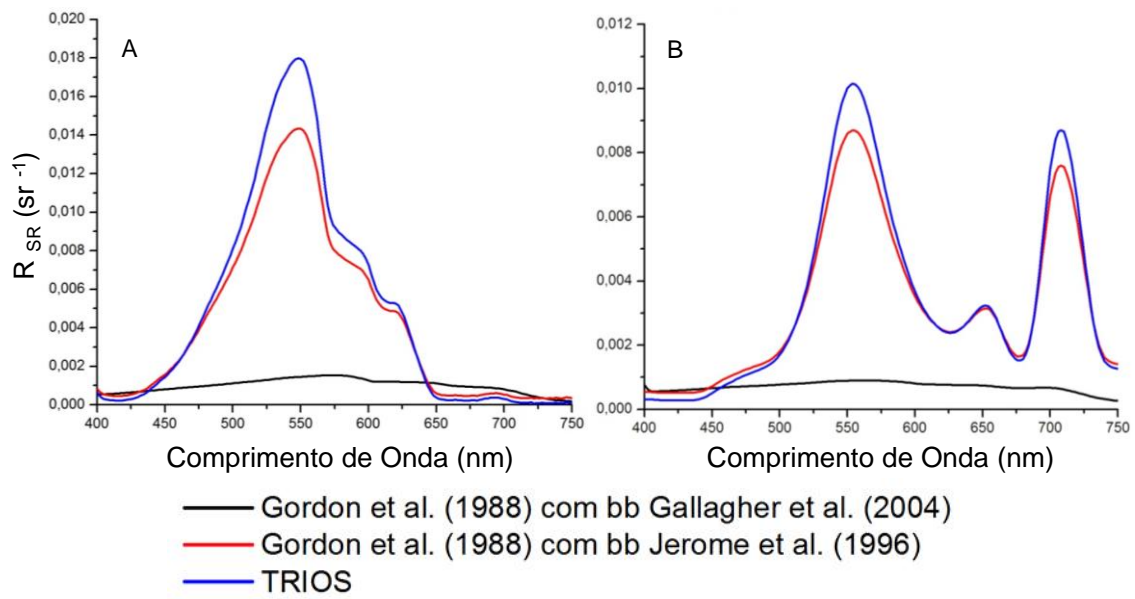 A
B
0,020
0,018
0,016
0,014
0,012
0,010
0,008
0,006
0,004
0,002
0,000
R SR (sr -1)
400 450 500 550 600 650 700 750
Comprimento de Onda (nm)
0,012
0,010
0,008
0,006
0,004
0,002
0,000
400 450 500 550 600 650 700 750
Comprimento de Onda (nm)
Gordon et al. (1988) com bb Gallagher et al. (2004)
Gordon et al. (1988) com bb Jerome et al. (1996)
TRIOS